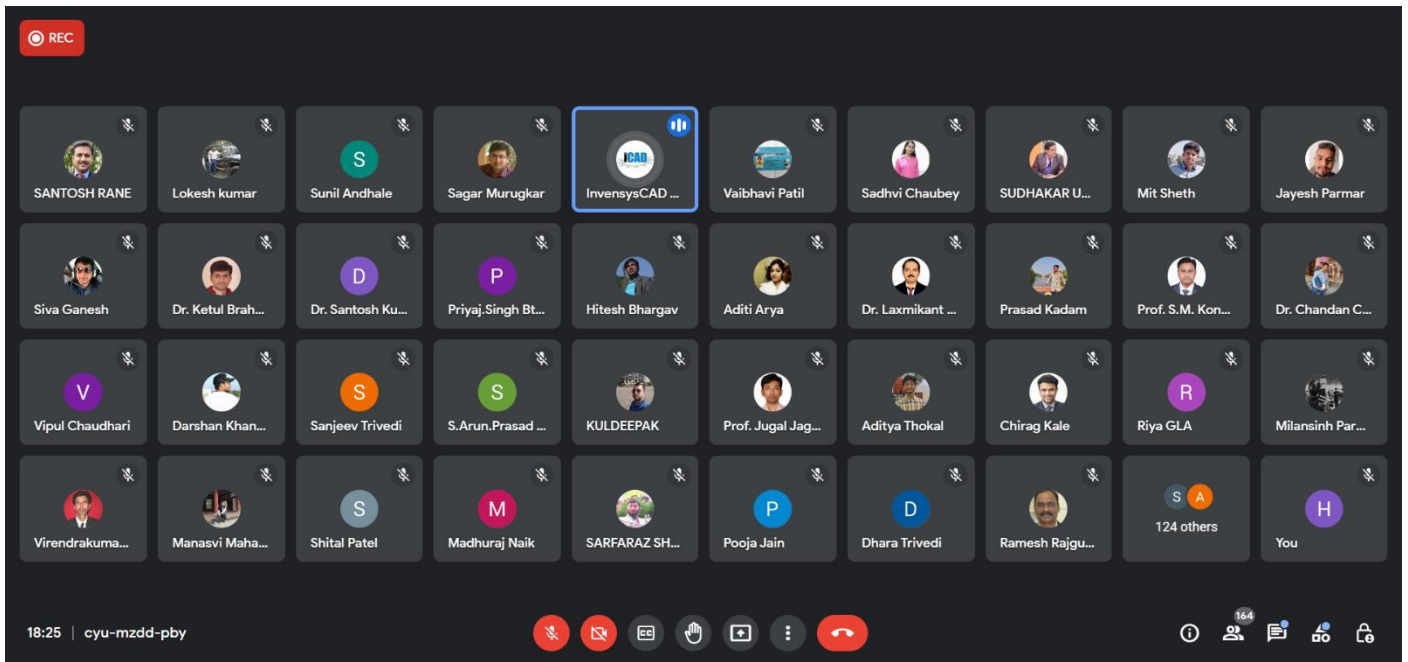 REC
SANTOSH RANE
Lokesh kumar
S
Sunil Andhale
Sagar Murugkar
ICAD
InvensysCAD ...
Vaibhavi Patil
Sadhvi Chaubey
SUDHAKAR U...
Mit Sheth
Jayesh Parmar
Siva Ganesh
Dr. Ketul Brah...
D
Dr. Santosh Ku...
P
Priyaj.Singh Bt...
Hitesh Bhargav
Aditi Arya
Dr. Laxmikant ...
Prasad Kadam
Prof. S.M. Kon...
Dr. Chandan C...
V
Vipul Chaudhari
Darshan Khan...
S
Sanjeev Trivedi
S
S.Arun.Prasad ...
KULDEEPAK
Prof. Jugal Jag...
Aditya Thokal
Chirag Kale
R
Riya GLA
Milansinh Par...
Virendrakuma...
Manasvi Maha...
S
Shital Patel
M
Madhuraj Naik
SARFARAZ SH...
P
Pooja Jain
D
Dhara Trivedi
Ramesh Rajgu...
S A
124 others
H
You
18:25 | cyu-mzdd-pby
CC
164